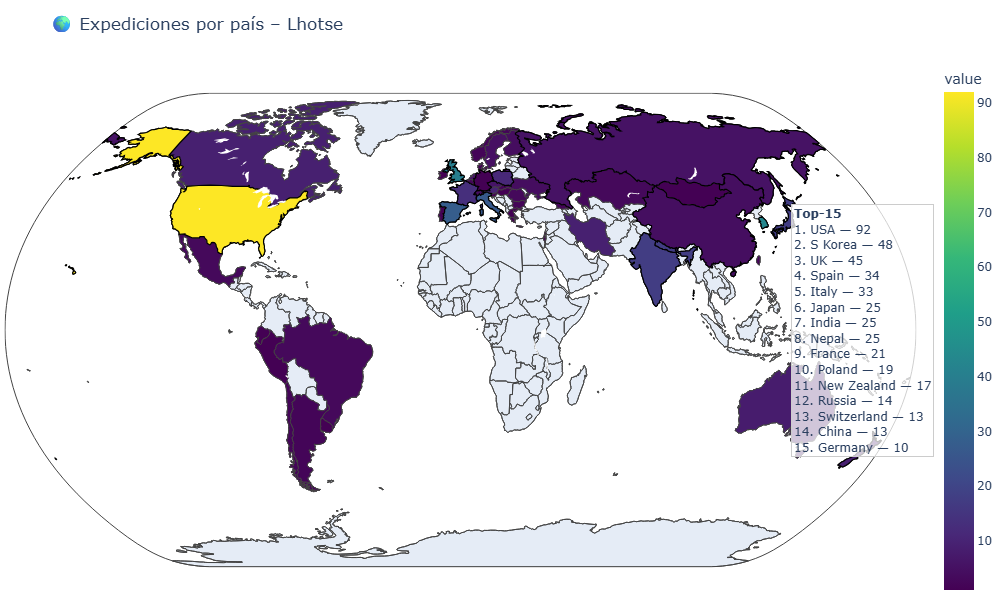 🌍 Expediciones por país – Lhotse
value
90
80
70
60
50
40
30
20
10
Top-15
1. USA — 92
2. S Korea — 48
3. UK — 45
4. Spain — 34
5. Italy — 33
6. Japan — 25
7. India — 25
8. Nepal — 25
9. France — 21
10. Poland — 19
11. New Zealand — 17
12. Russia — 14
13. Switzerland — 13
14. China — 13
15. Germany — 10